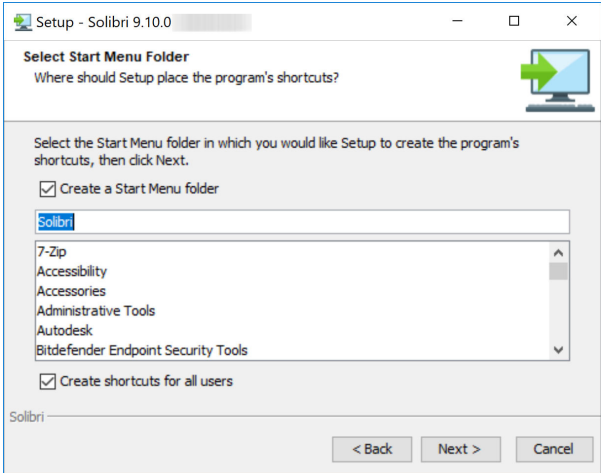 Setup - Solibri 9.10.0
Select Start Menu Folder
Where should Setup place the program's shortcuts?
Select the Start Menu folder in which you would like Setup to create the program's
shortcuts, then click Next.
Create a Start Menu folder
Solibri
7-Zip
Accessibility
Accessories
Administrative Tools
Autodesk
Bitdefender Endpoint Security Tools
Create shortcuts for all users
Solibri
< Back Next > Cancel